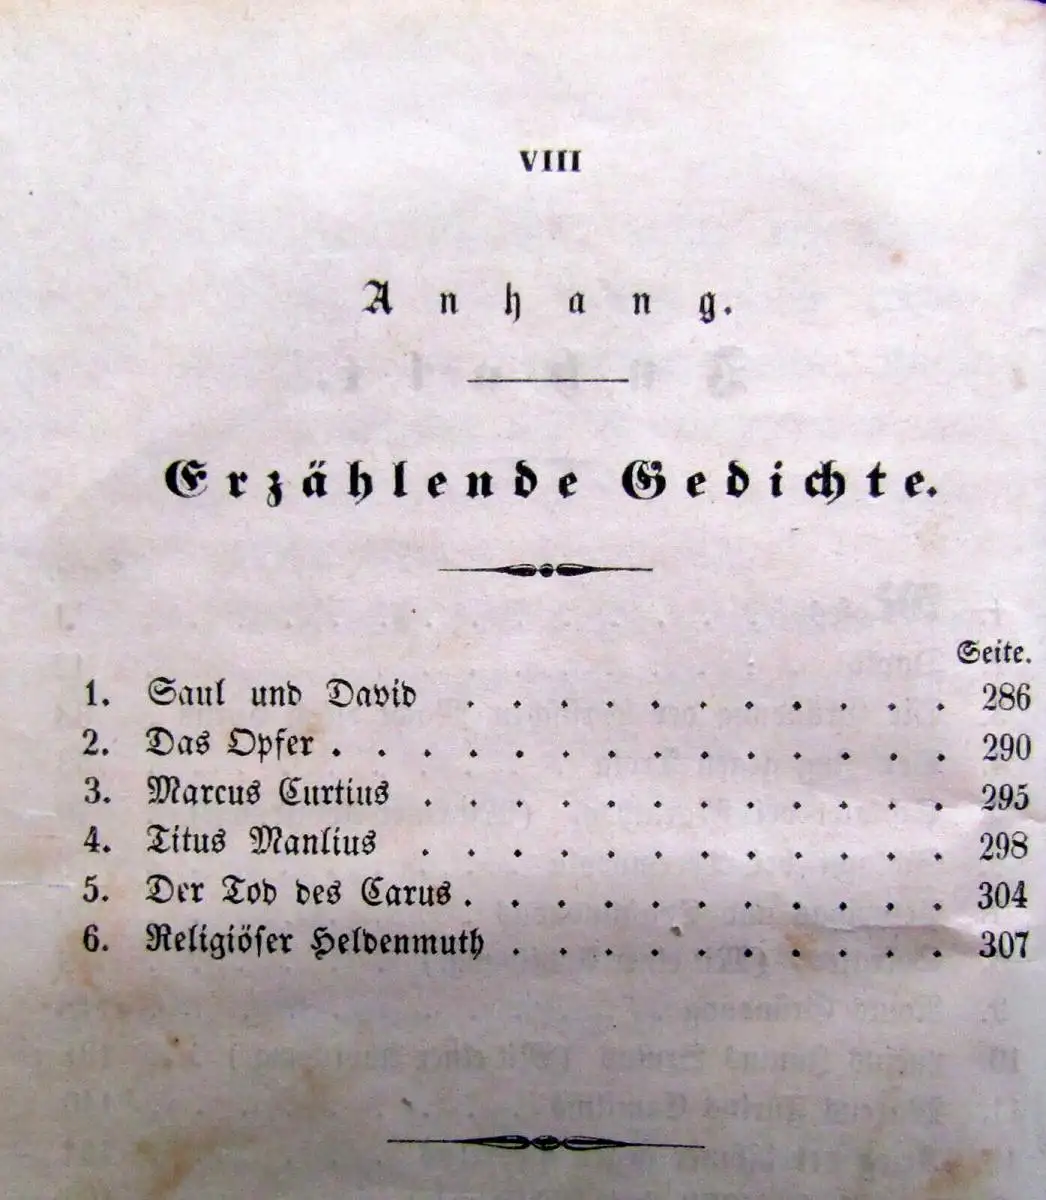 VIII
Anhang.
Erzählende Gedichte.
Seite.
1. Saul und David . . . . . . . . . . . . 286
2. Das Opfer . . . . . . . . . . . . . . . 290
3. Marcus Curtius . . . . . . . . . . . . . 295
4. Titus Manlius . . . . . . . . . . . . . 298
5. Der Tod des Carus . . . . . . . . . . . . 304
6. Religiöser Heldenmuth . . . . . . . . . . . 307